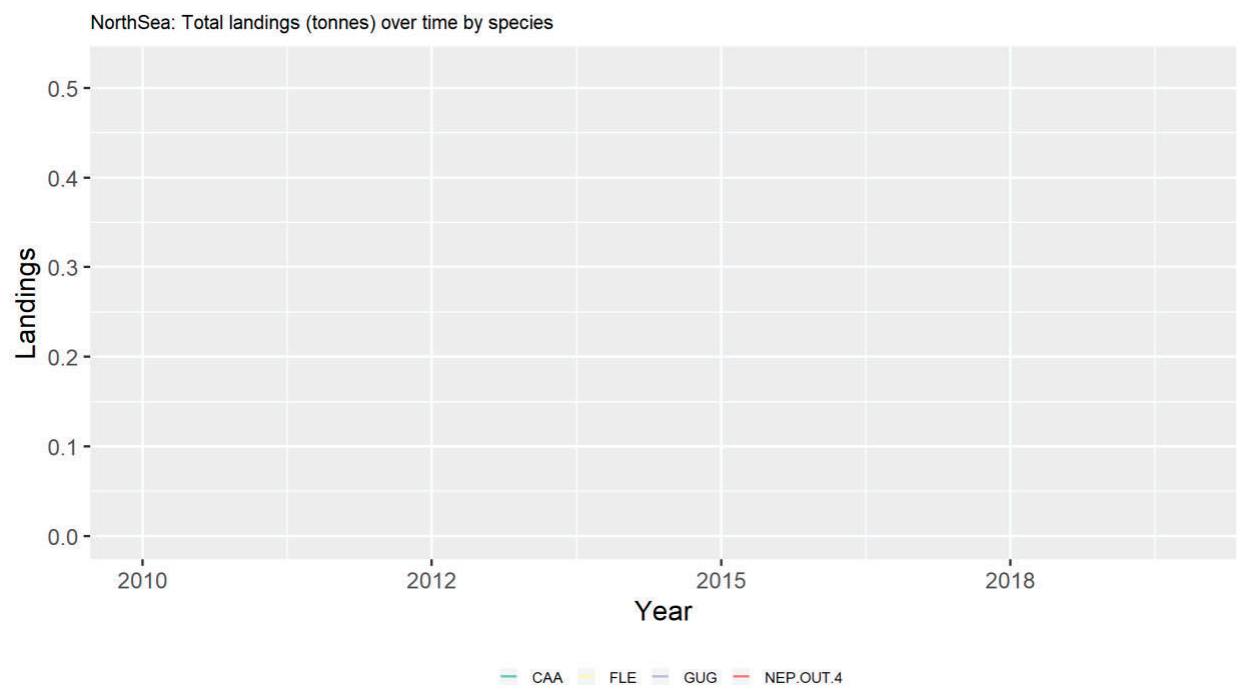 NorthSea: Total landings (tonnes) over time by species
0.5
0.4
0.3
0.2
0.1
0.0
Landings
2010 2012 2015 2018
Year
CAA FLE GUG NEP.OUT.4